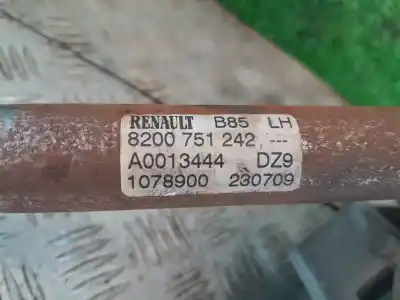 RENAULT B85 LH
8200 751 242 ---
A0013444 DZ9
1078900 230709